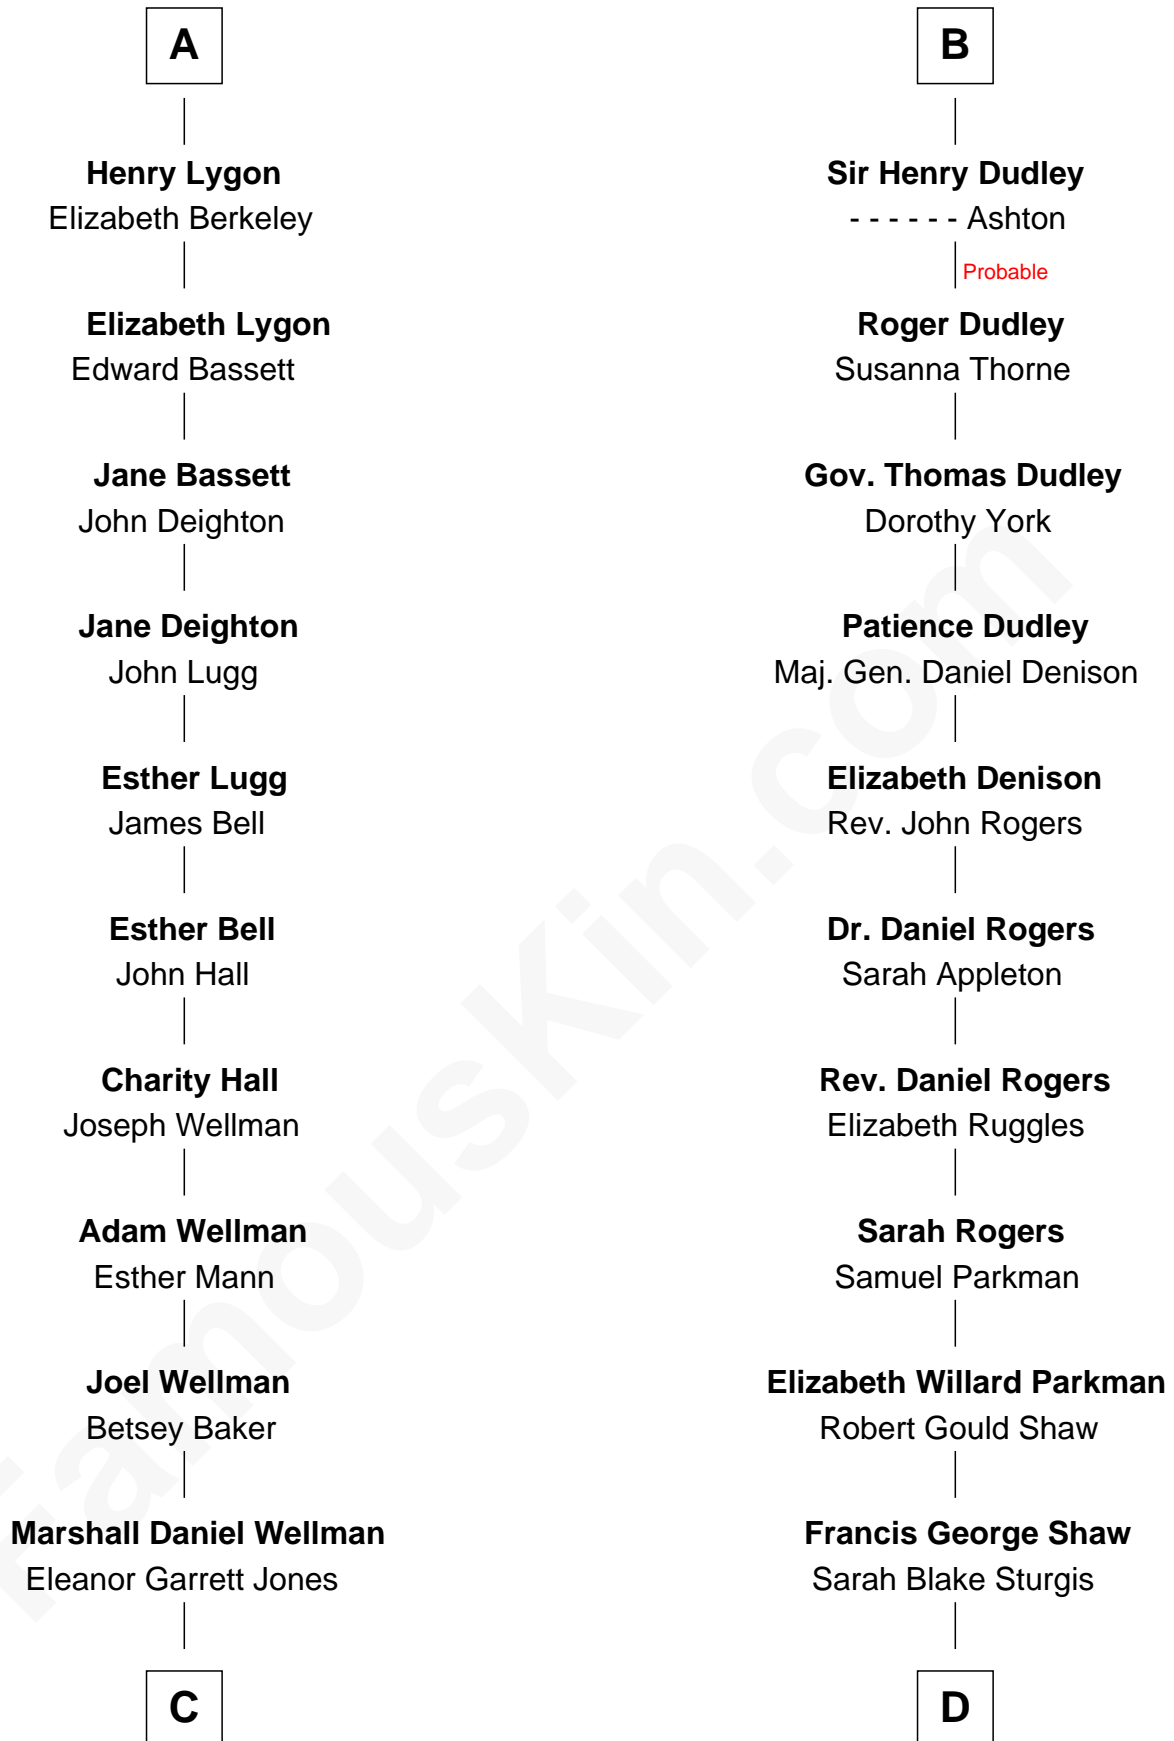 A
Henry Lygon
Elizabeth Berkeley
Elizabeth Lygon
Edward Bassett
Jane Bassett
John Deighton
Jane Deighton
John Lugg
Esther Lugg
James Bell
Esther Bell
John Hall
Charity Hall
Joseph Wellman
Adam Wellman
Esther Mann
Joel Wellman
Betsey Baker
Marshall Daniel Wellman
Eleanor Garrett Jones
C
B
Sir Henry Dudley
- - - - - - Ashton
Probable
Roger Dudley
Susanna Thorne
Gov. Thomas Dudley
Dorothy York
Patience Dudley
Maj. Gen. Daniel Denison
Elizabeth Denison
Rev. John Rogers
Dr. Daniel Rogers
Sarah Appleton
Rev. Daniel Rogers
Elizabeth Ruggles
Sarah Rogers
Samuel Parkman
Elizabeth Willard Parkman
Robert Gould Shaw
Francis George Shaw
Sarah Blake Sturgis
D
FamousKin.com